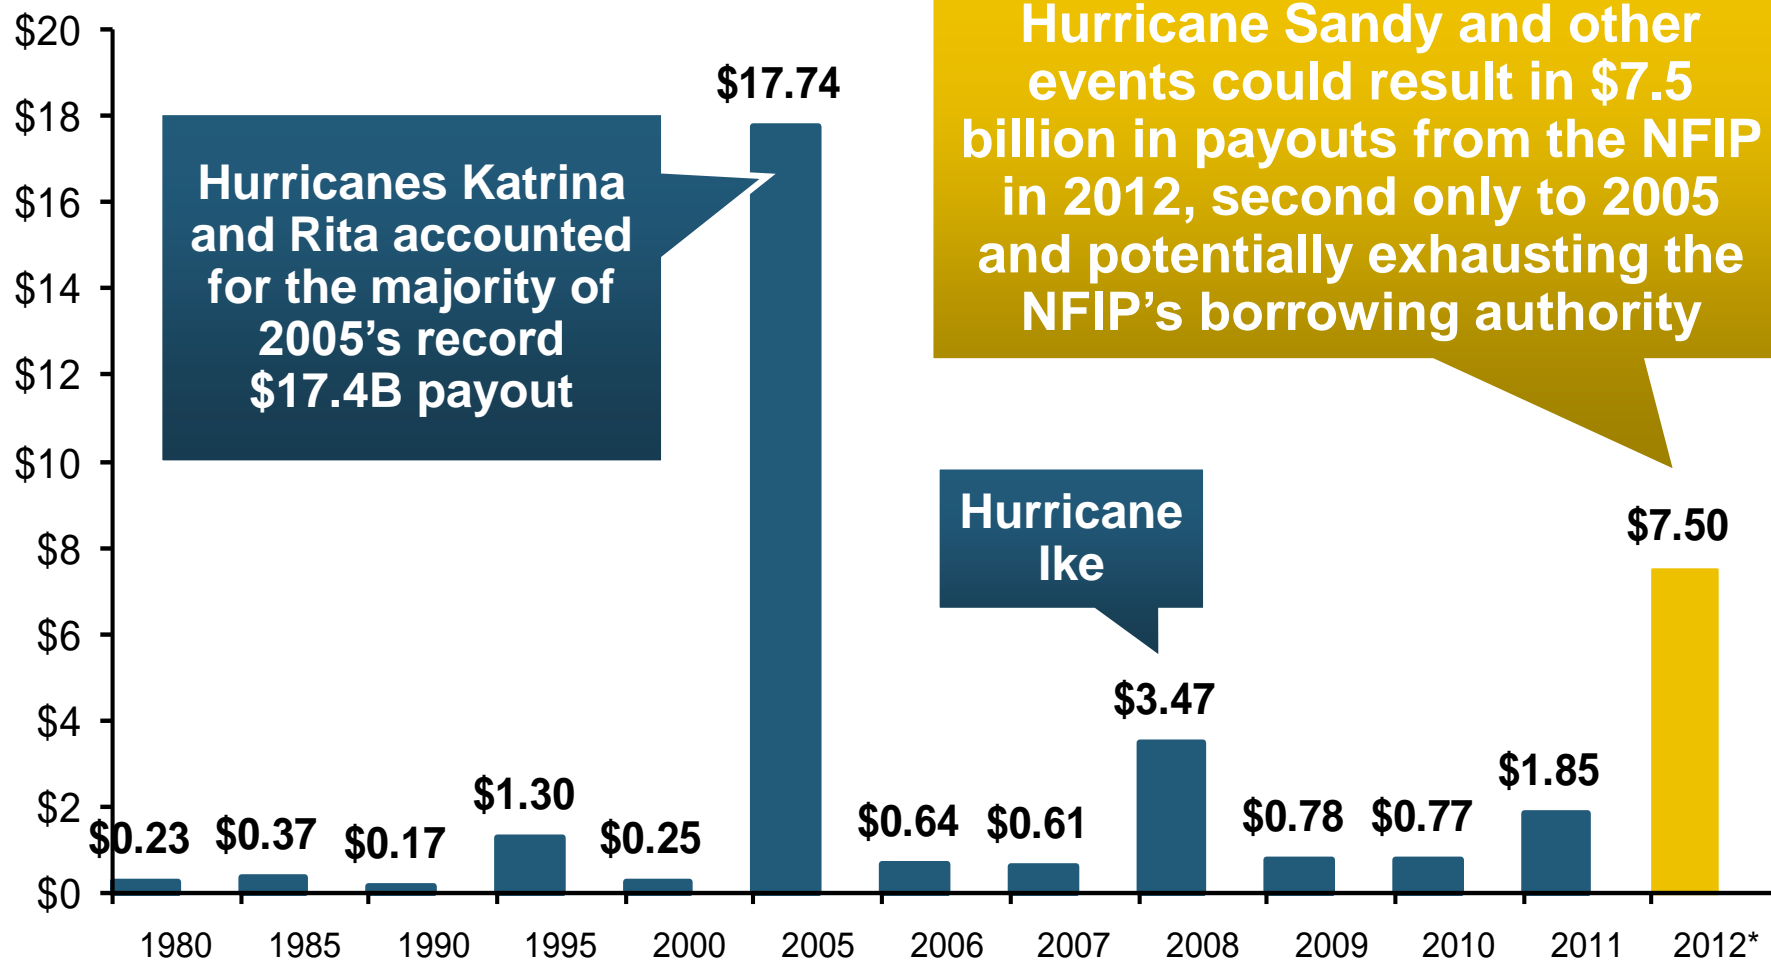 Hurricane Sandy and other
events could result in $7.5
billion in payouts from the NFIP
in 2012, second only to 2005
and potentially exhausting the
NFIP’s borrowing authority
Hurricanes Katrina
and Rita accounted
for the majority of
2005’s record
$17.4B payout
Hurricane
Ike
$20
$18
$16
$14
$12
$10
$8
$6
$4
$2
$0
$0.23
$0.37
$0.17
$1.30
$0.25
$17.74
$0.64
$0.61
$3.47
$0.78
$0.77
$1.85
$7.50
1980
1985
1990
1995
2000
2005
2006
2007
2008
2009
2010
2011
2012*